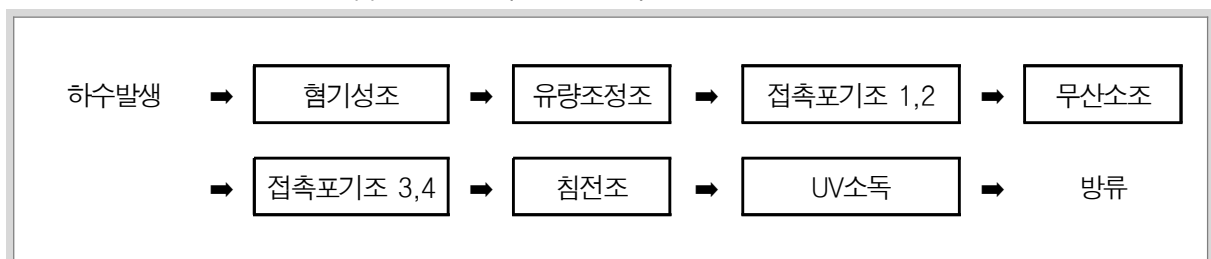 하수발생 ➡ 혐기성조 ➡ 유량조정조 ➡ 접촉포기조 1,2 ➡ 무산소조
➡ 접촉포기조 3,4 ➡ 침전조 ➡ UV소독 ➡ 방류